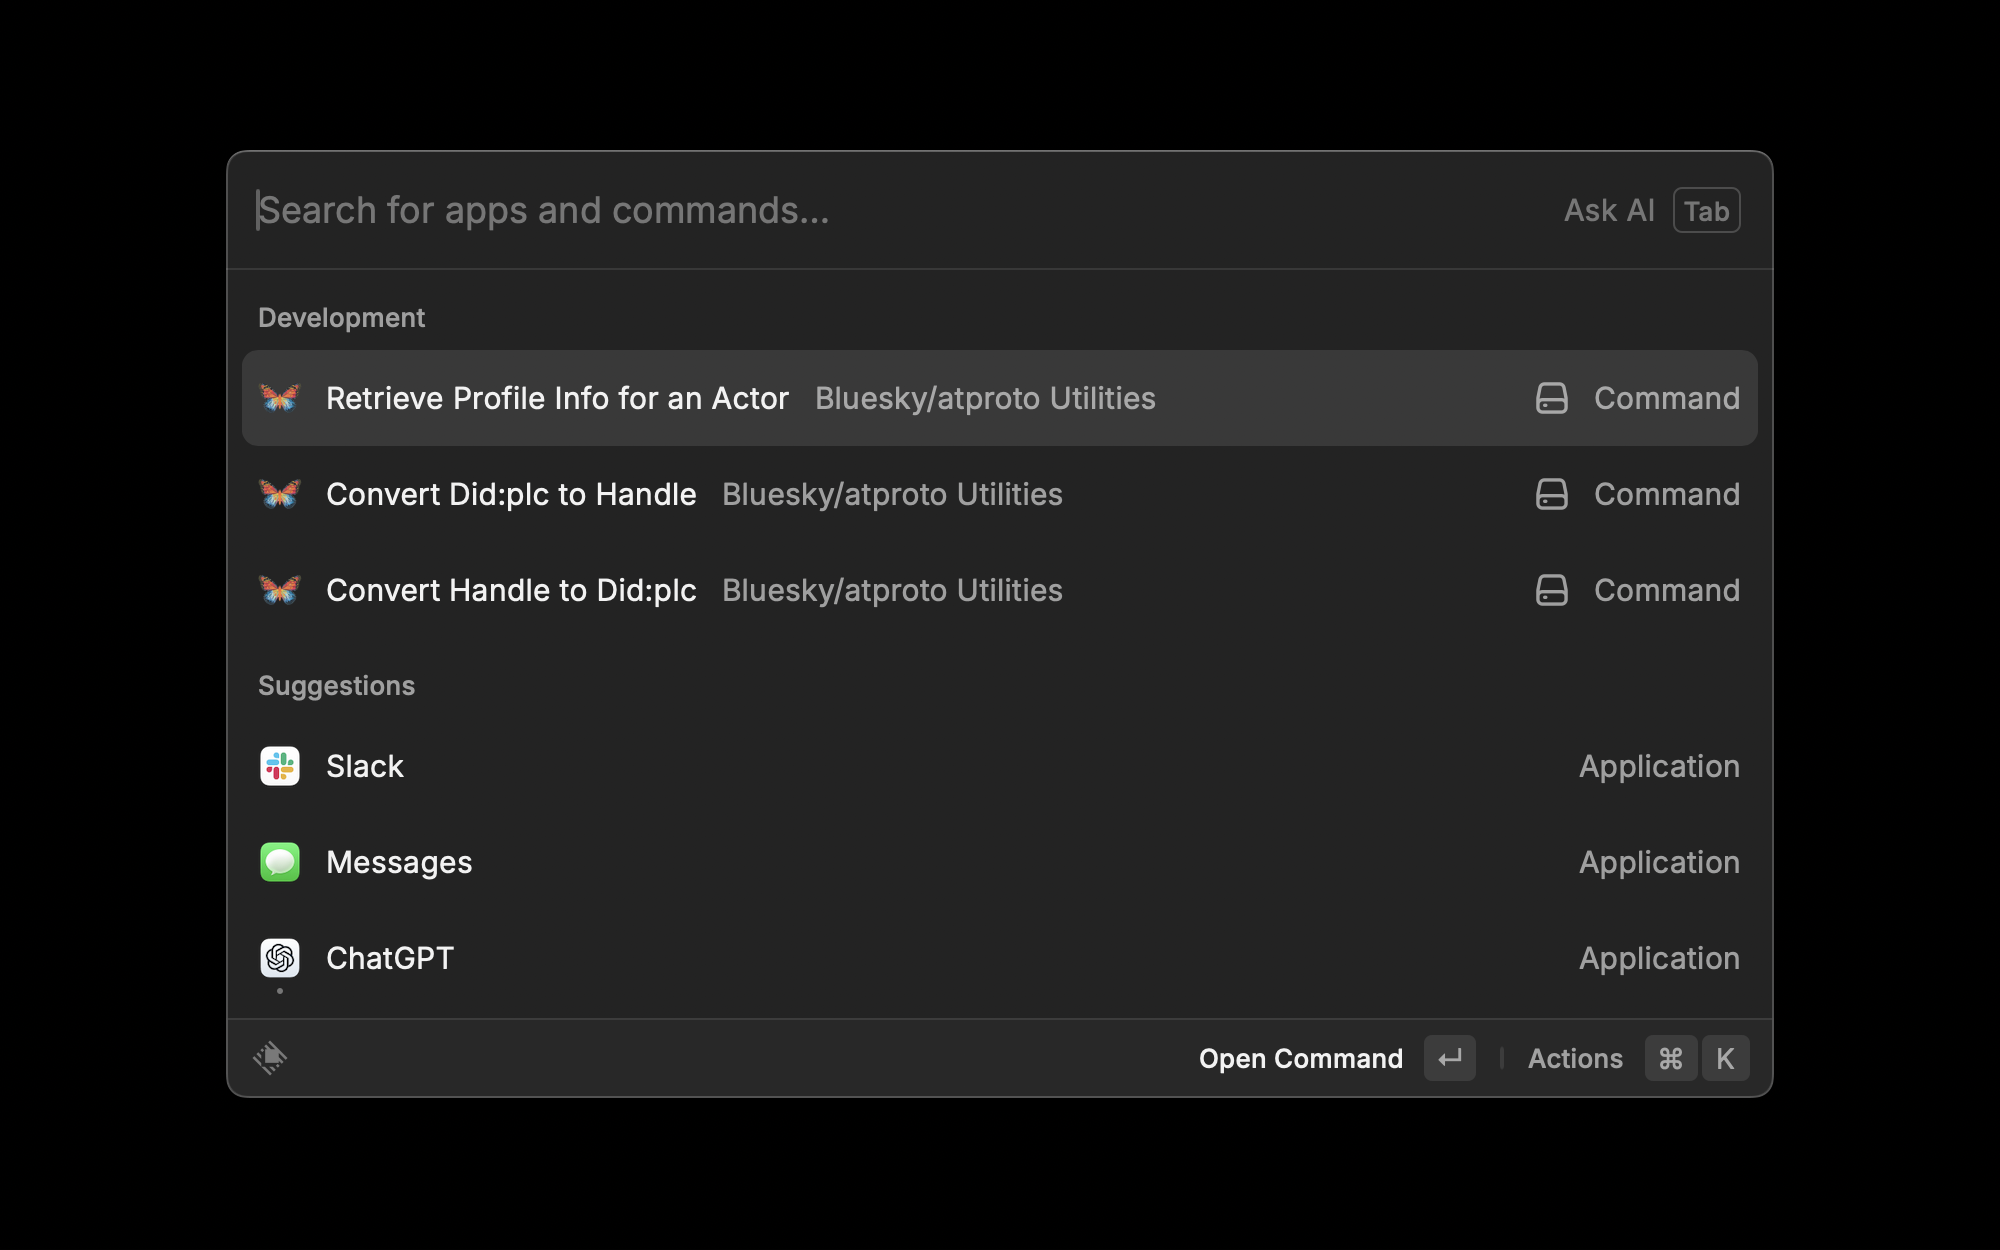 Search for apps and commands... Ask AI Tab
Development
Retrieve Profile Info for an Actor Bluesky/atproto Utilities Command
Convert Did:plc to Handle Bluesky/atproto Utilities Command
Convert Handle to Did:plc Bluesky/atproto Utilities Command
Suggestions
Slack Application
Messages Application
ChatGPT Application
Open Command ↵ Actions ⌘ K